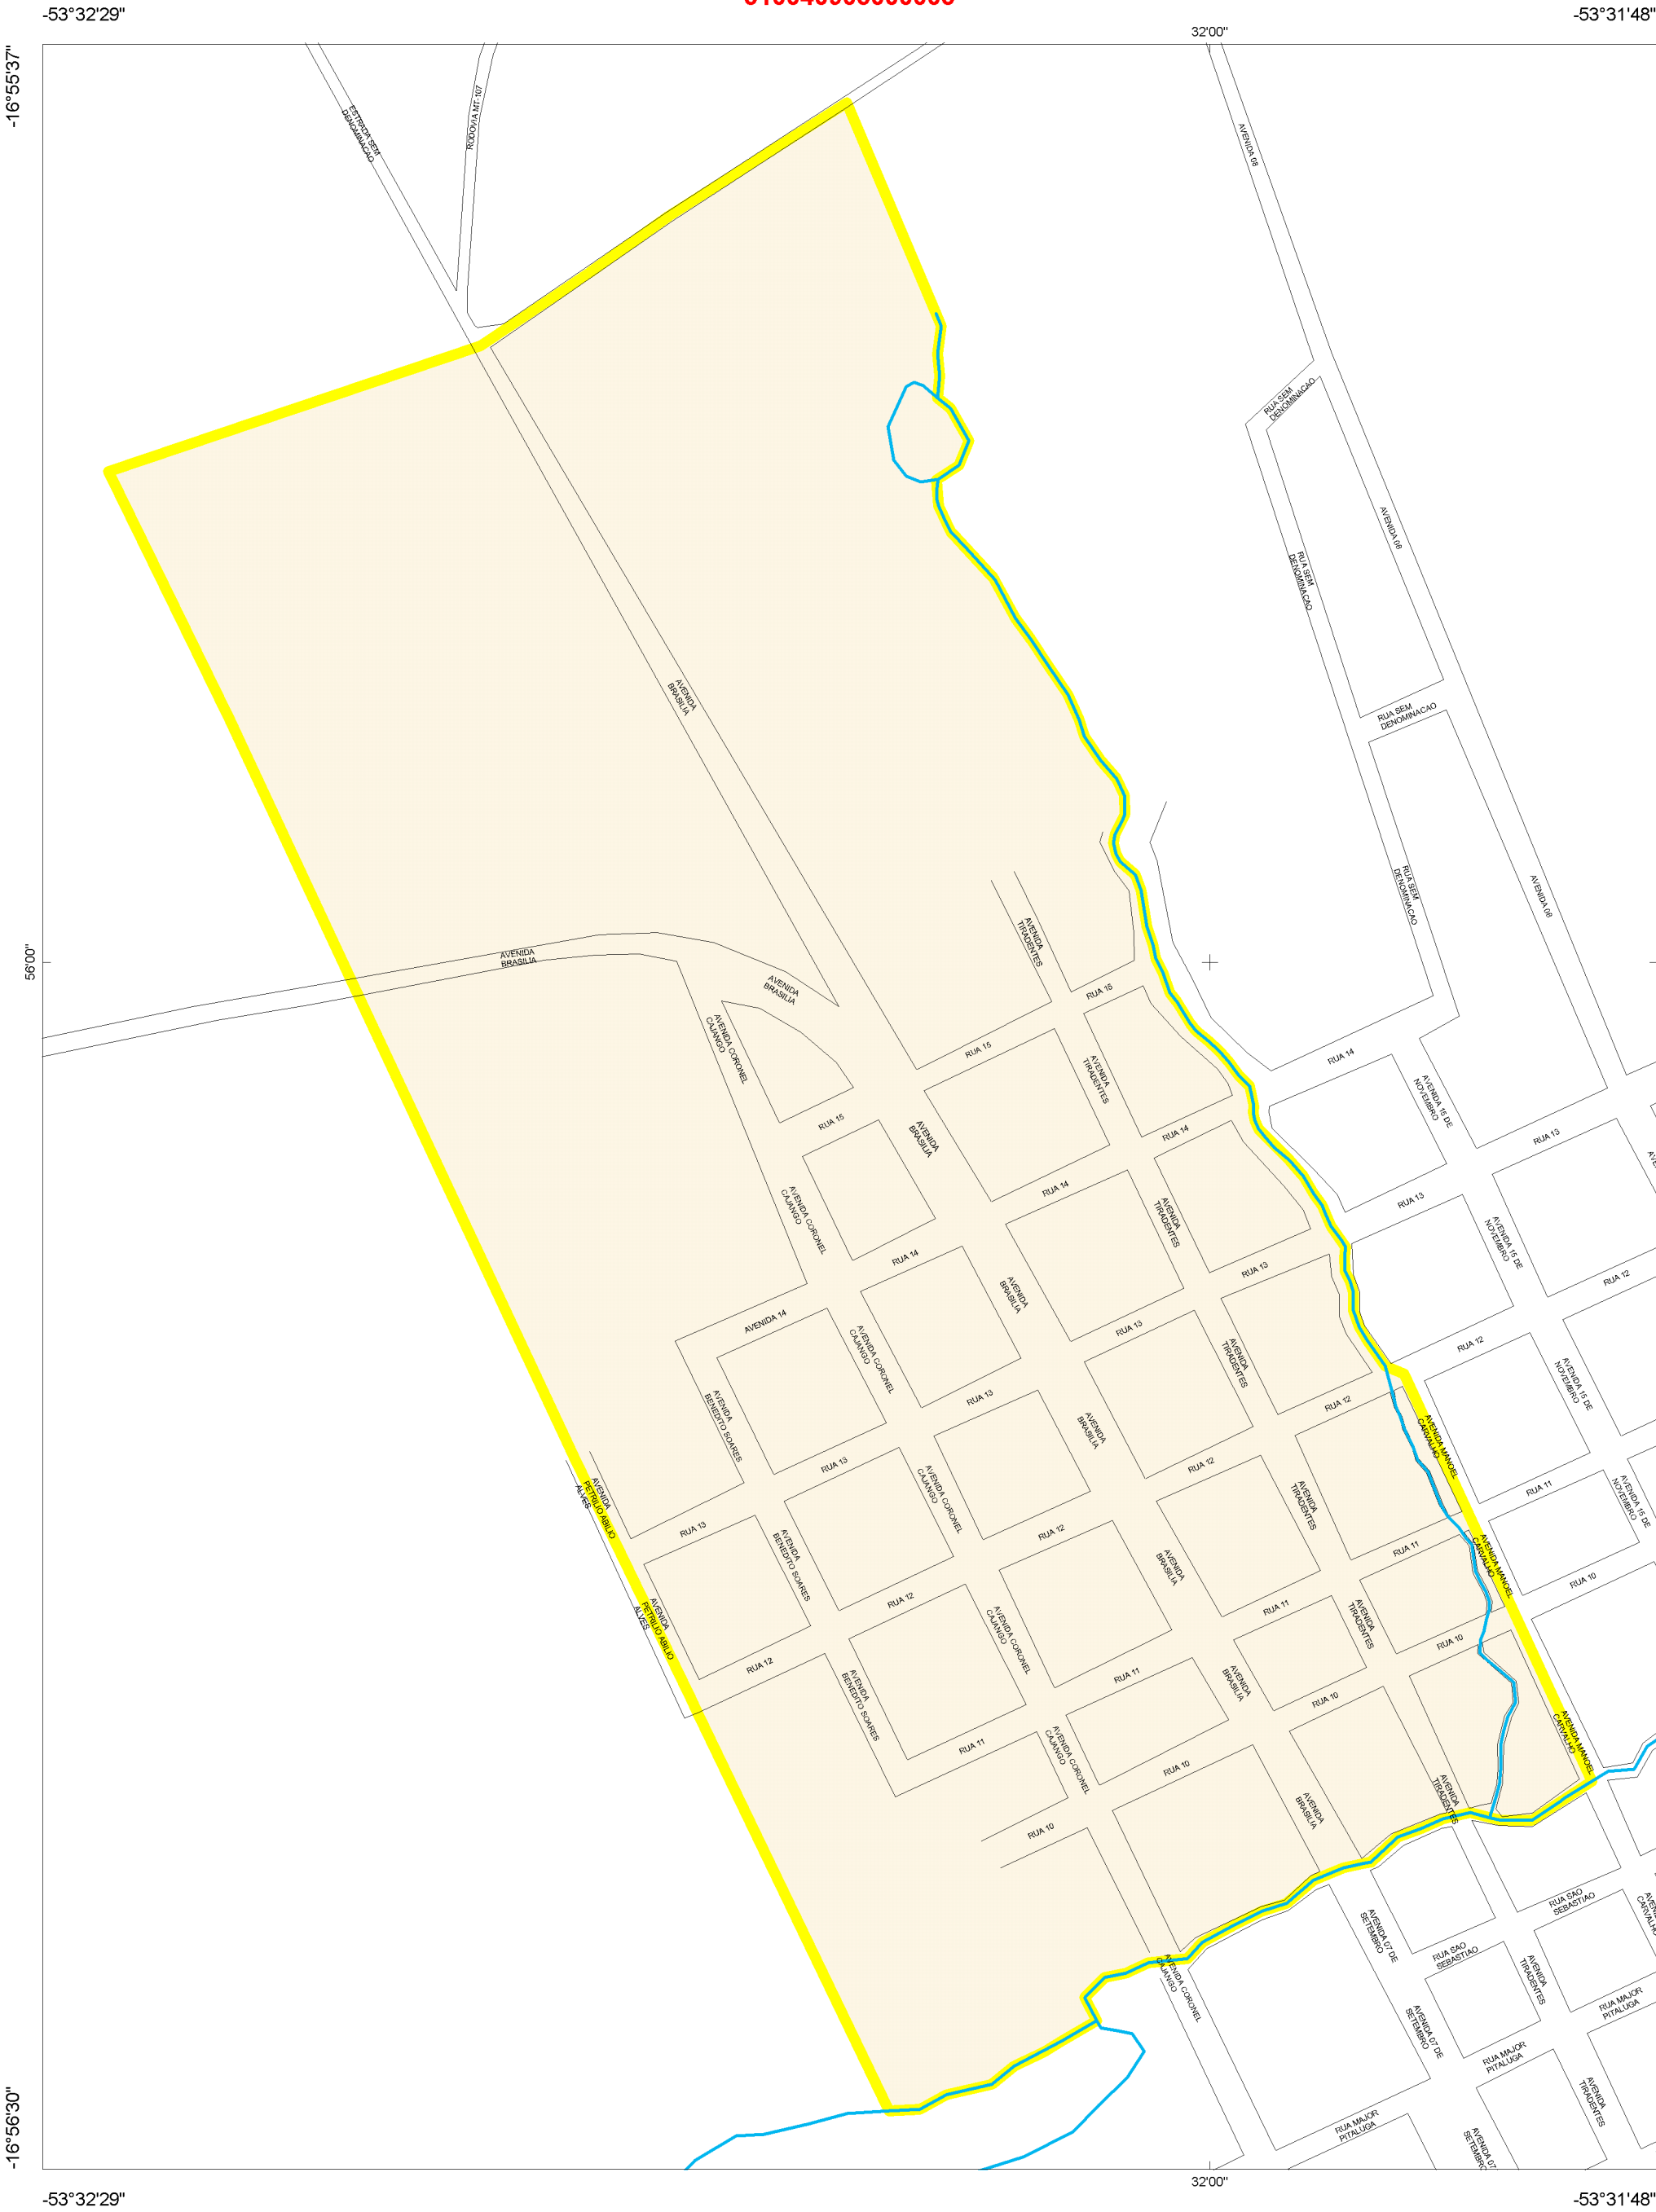 -53°32'29"
-53°31'48"
32'00"
-16°55'37"
ESTRADA SEM
DENOMINACAO
RODOVIA MT-107
AVENIDA 08
RUA SEM
DENOMINACAO
AVENIDA 08
RUA SEM
DENOMINACAO
AVENIDA
BRASILIA
RUA SEM
DENOMINACAO
RUA SEM
DENOMINACAO
AVENIDA 08
AVENIDA
TIRADENTES
56'00"
AVENIDA
BRASILIA
AVENIDA
BRASILIA
RUA 15
AVENIDA CORONEL
CAJANGO
RUA 15
AVENIDA
TIRADENTES
RUA 14
AVENIDA 15 DE
NOVEMBRO
RUA 15
AVENIDA
BRASILIA
RUA 14
RUA 13
AVENIDA CORONEL
CAJANGO
RUA 14
AVENIDA
TIRADENTES
RUA 13
AVENIDA 15 DE
NOVEMBRO
RUA 14
RUA 13
RUA 12
AVENIDA
BRASILIA
AVENIDA 14
RUA 13
AVENIDA CORONEL
CAJANGO
AVENIDA
TIRADENTES
RUA 12
AVENIDA 15 DE
NOVEMBRO
AVENIDA
BENEDITO SOARES
RUA 13
AVENIDA
BRASILIA
RUA 12
AVENIDA MANOEL
CARVALHO
RUA 13
RUA 12
AVENIDA CORONEL
CAJANGO
AVENIDA
TIRADENTES
RUA 11
AVENIDA 15 DE
NOVEMBRO
AVENIDA
PETRILIO ABILIO
ALVES
RUA 13
RUA 12
AVENIDA
BENEDITO SOARES
AVENIDA
BRASILIA
RUA 11
AVENIDA MANOEL
CARVALHO
RUA 10
AVENIDA
PETRILIO ABILIO
ALVES
RUA 12
AVENIDA CORONEL
CAJANGO
RUA 11
AVENIDA
TIRADENTES
RUA 10
RUA 12
AVENIDA
BENEDITO SOARES
RUA 11
AVENIDA
BRASILIA
RUA 10
RUA 11
AVENIDA CORONEL
CAJANGO
RUA 10
AVENIDA MANOEL
CARVALHO
RUA 10
AVENIDA
BRASILIA
AVENIDA
TIRADENTES
RUA SAO
SEBASTIAO
CARVALHO
AVENIDA 07 DE
SETEMBRO
RUA SAO
SEBASTIAO
AVENIDA
TIRADENTES
AVENIDA CORONEL
CAJANGO
RUA MAJOR
PITALUGA
AVENIDA 07 DE
SETEMBRO
RUA MAJOR
PITALUGA
AVENIDA
TIRADENTES
RUA MAJOR
PITALUGA
AVENIDA 07
-16°56'30"
32'00"
-53°32'29"
-53°31'48"